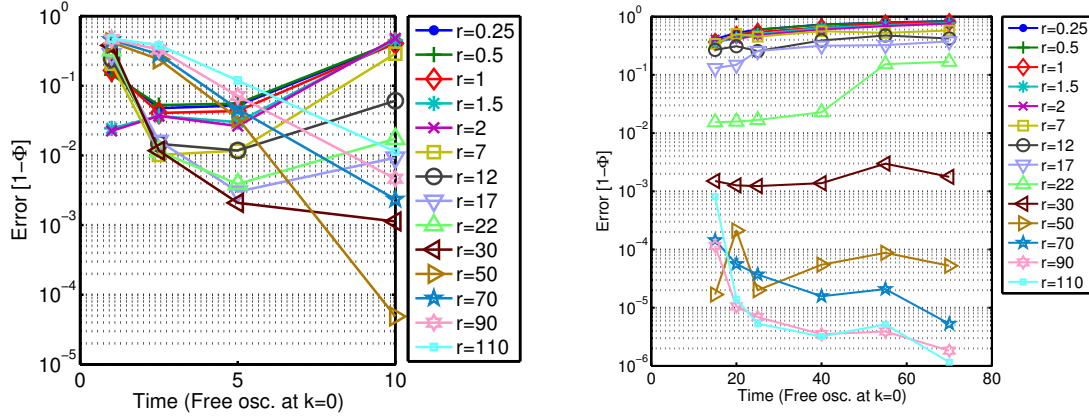 10^0
10^-1
10^-2
10^-3
10^-4
10^-5
Error [1−Φ]
0 5 10
Time (Free osc. at k=0)
r=0.25
r=0.5
r=1
r=1.5
r=2
r=7
r=12
r=17
r=22
r=30
r=50
r=70
r=90
r=110
10^0
10^-1
10^-2
10^-3
10^-4
10^-5
10^-6
Error [1−Φ]
0 20 40 60 80
Time (Free osc. at k=0)
r=0.25
r=0.5
r=1
r=1.5
r=2
r=7
r=12
r=17
r=22
r=30
r=50
r=70
r=90
r=110